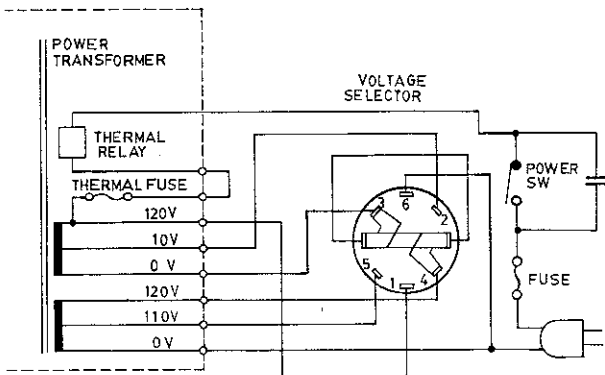 POWER
TRANSFORMER
VOLTAGE
SELECTOR
THERMAL
RELAY
POWER
SW
THERMAL FUSE
120V
10V
0V
3
6
2
5
1
4
120V
110V
0V
FUSE